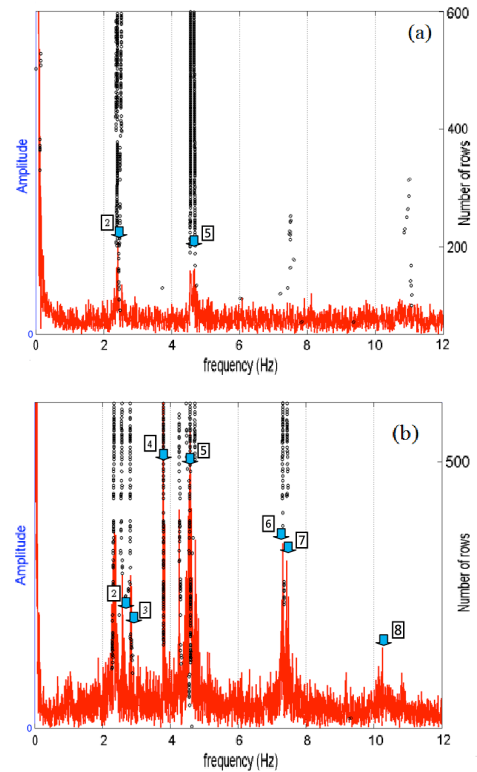 600
(a)
400
Amplitude
Number of rows
2
5
200
0
0 2 4 6 8 10 12
frequency (Hz)
(b)
4
5
500
Amplitude
Number of rows
6
7
2
3
8
0
0 2 4 6 8 10 12
frequency (Hz)